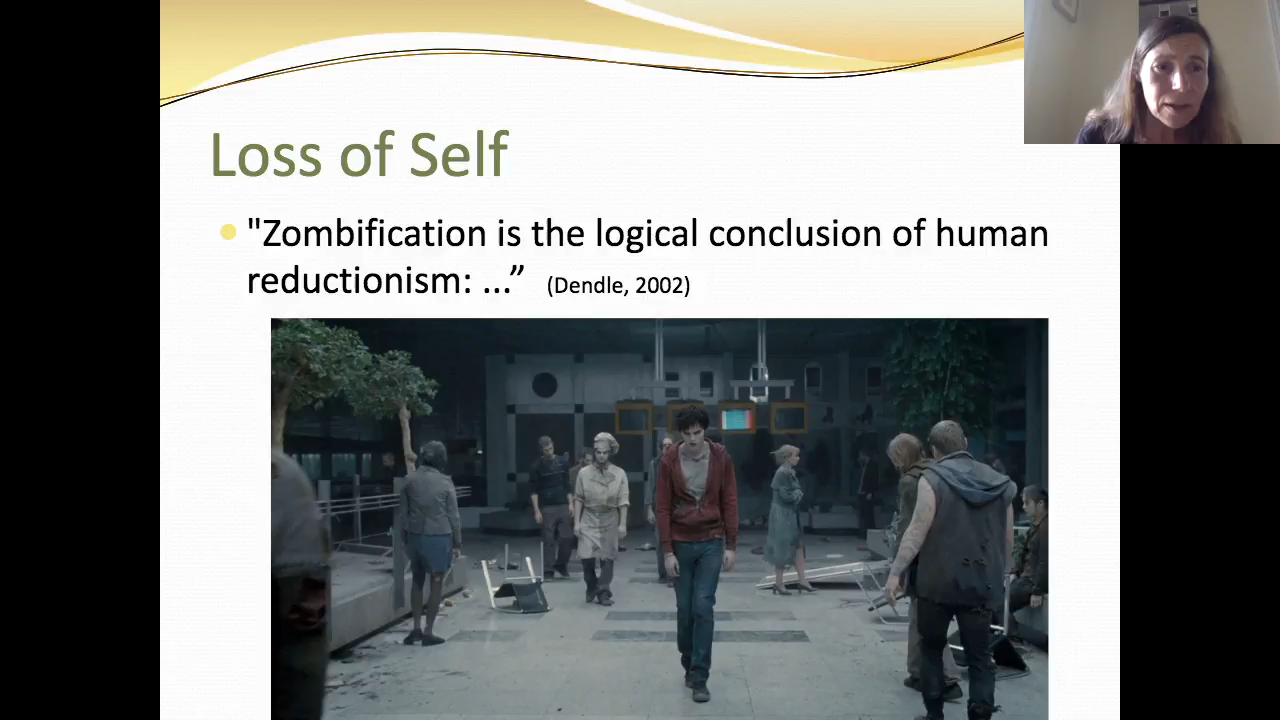 Loss of Self
"Zombification is the logical conclusion of human
reductionism: ...” (Dendle, 2002)